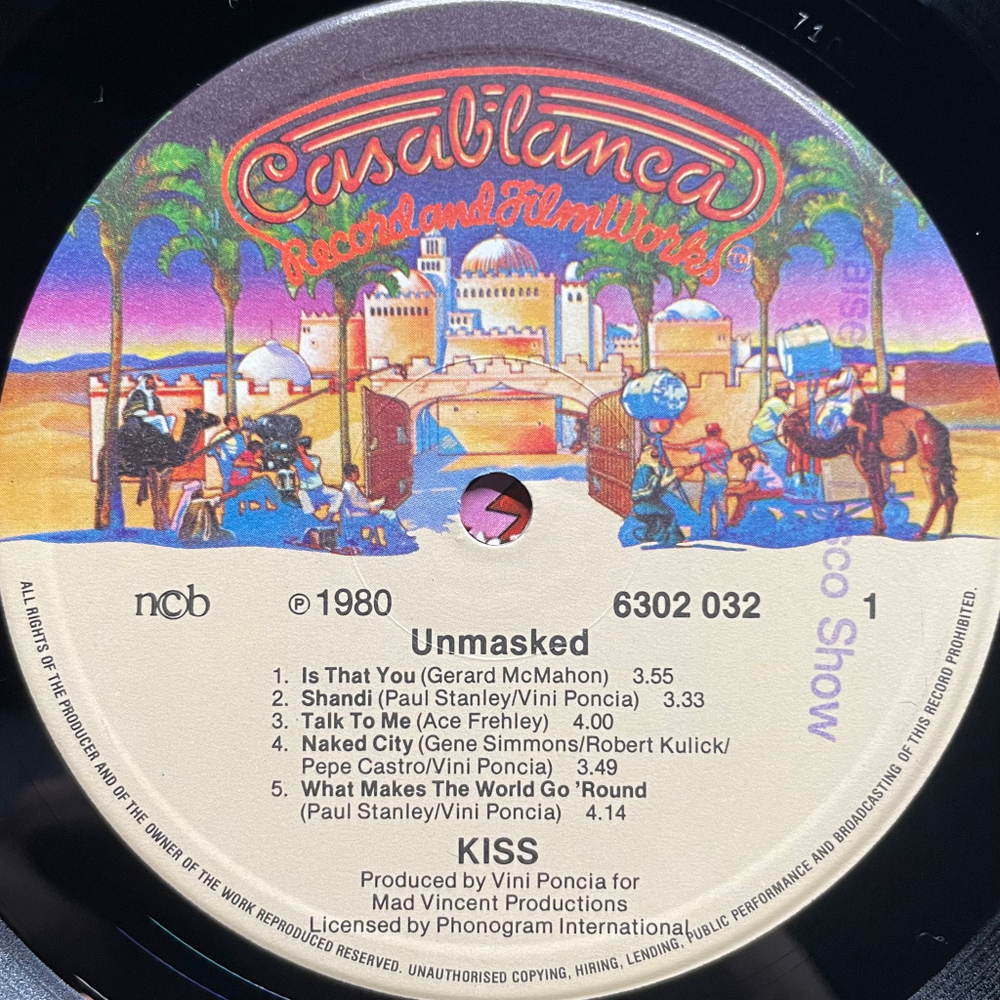 71
Casablanca
Record and FilmWorks TM
ncb ℗ 1980 6302 032 1
Unmasked
1. Is That You (Gerard McMahon) 3.55
2. Shandi (Paul Stanley/Vini Poncia) 3.33
3. Talk To Me (Ace Frehley) 4.00
4. Naked City (Gene Simmons/Robert Kulick/
Pepe Castro/Vini Poncia) 3.49
5. What Makes The World Go 'Round
(Paul Stanley/Vini Poncia) 4.14
KISS
Produced by Vini Poncia for
Mad Vincent Productions
Licensed by Phonogram International
ALL RIGHTS OF THE PRODUCER AND OF THE OWNER OF THE WORK REPRODUCED RESERVED. UNAUTHORISED COPYING, HIRING, LENDING, PUBLIC PERFORMANCE AND BROADCASTING OF THIS RECORD PROHIBITED.
Show